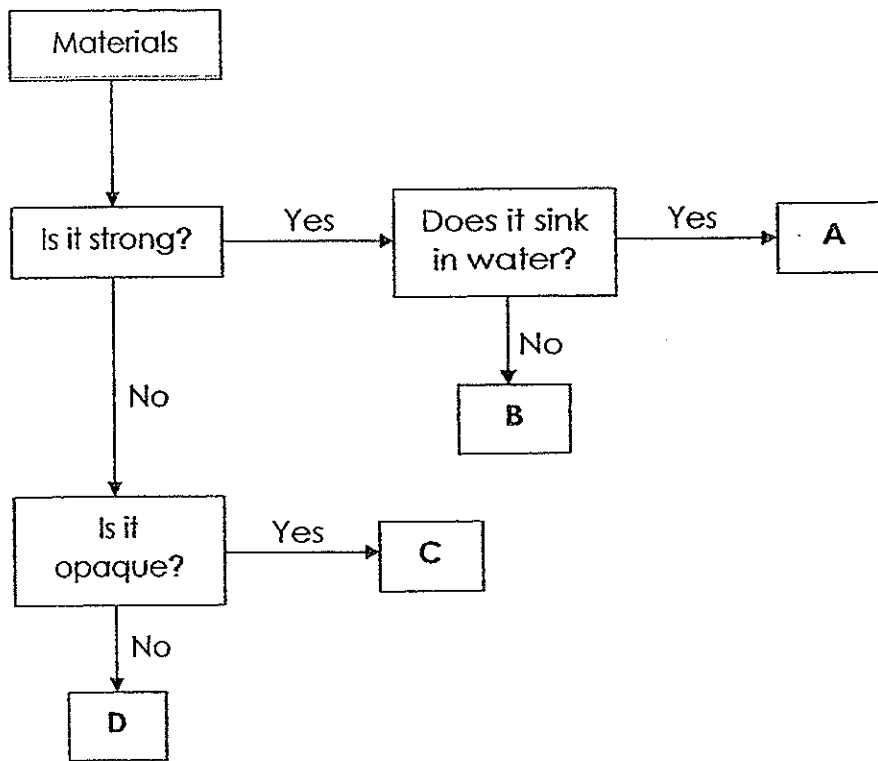 Materials
Is it strong?
Yes
Does it sink
in water?
Yes
A
No
B
No
Is it
opaque?
Yes
C
No
D